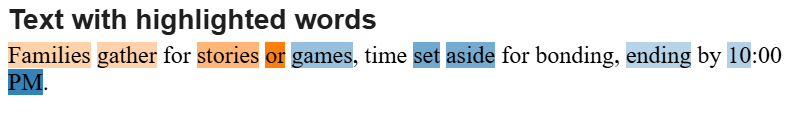 Text with highlighted words
Families gather for stories or games, time set aside for bonding, ending by 10:00
PM.